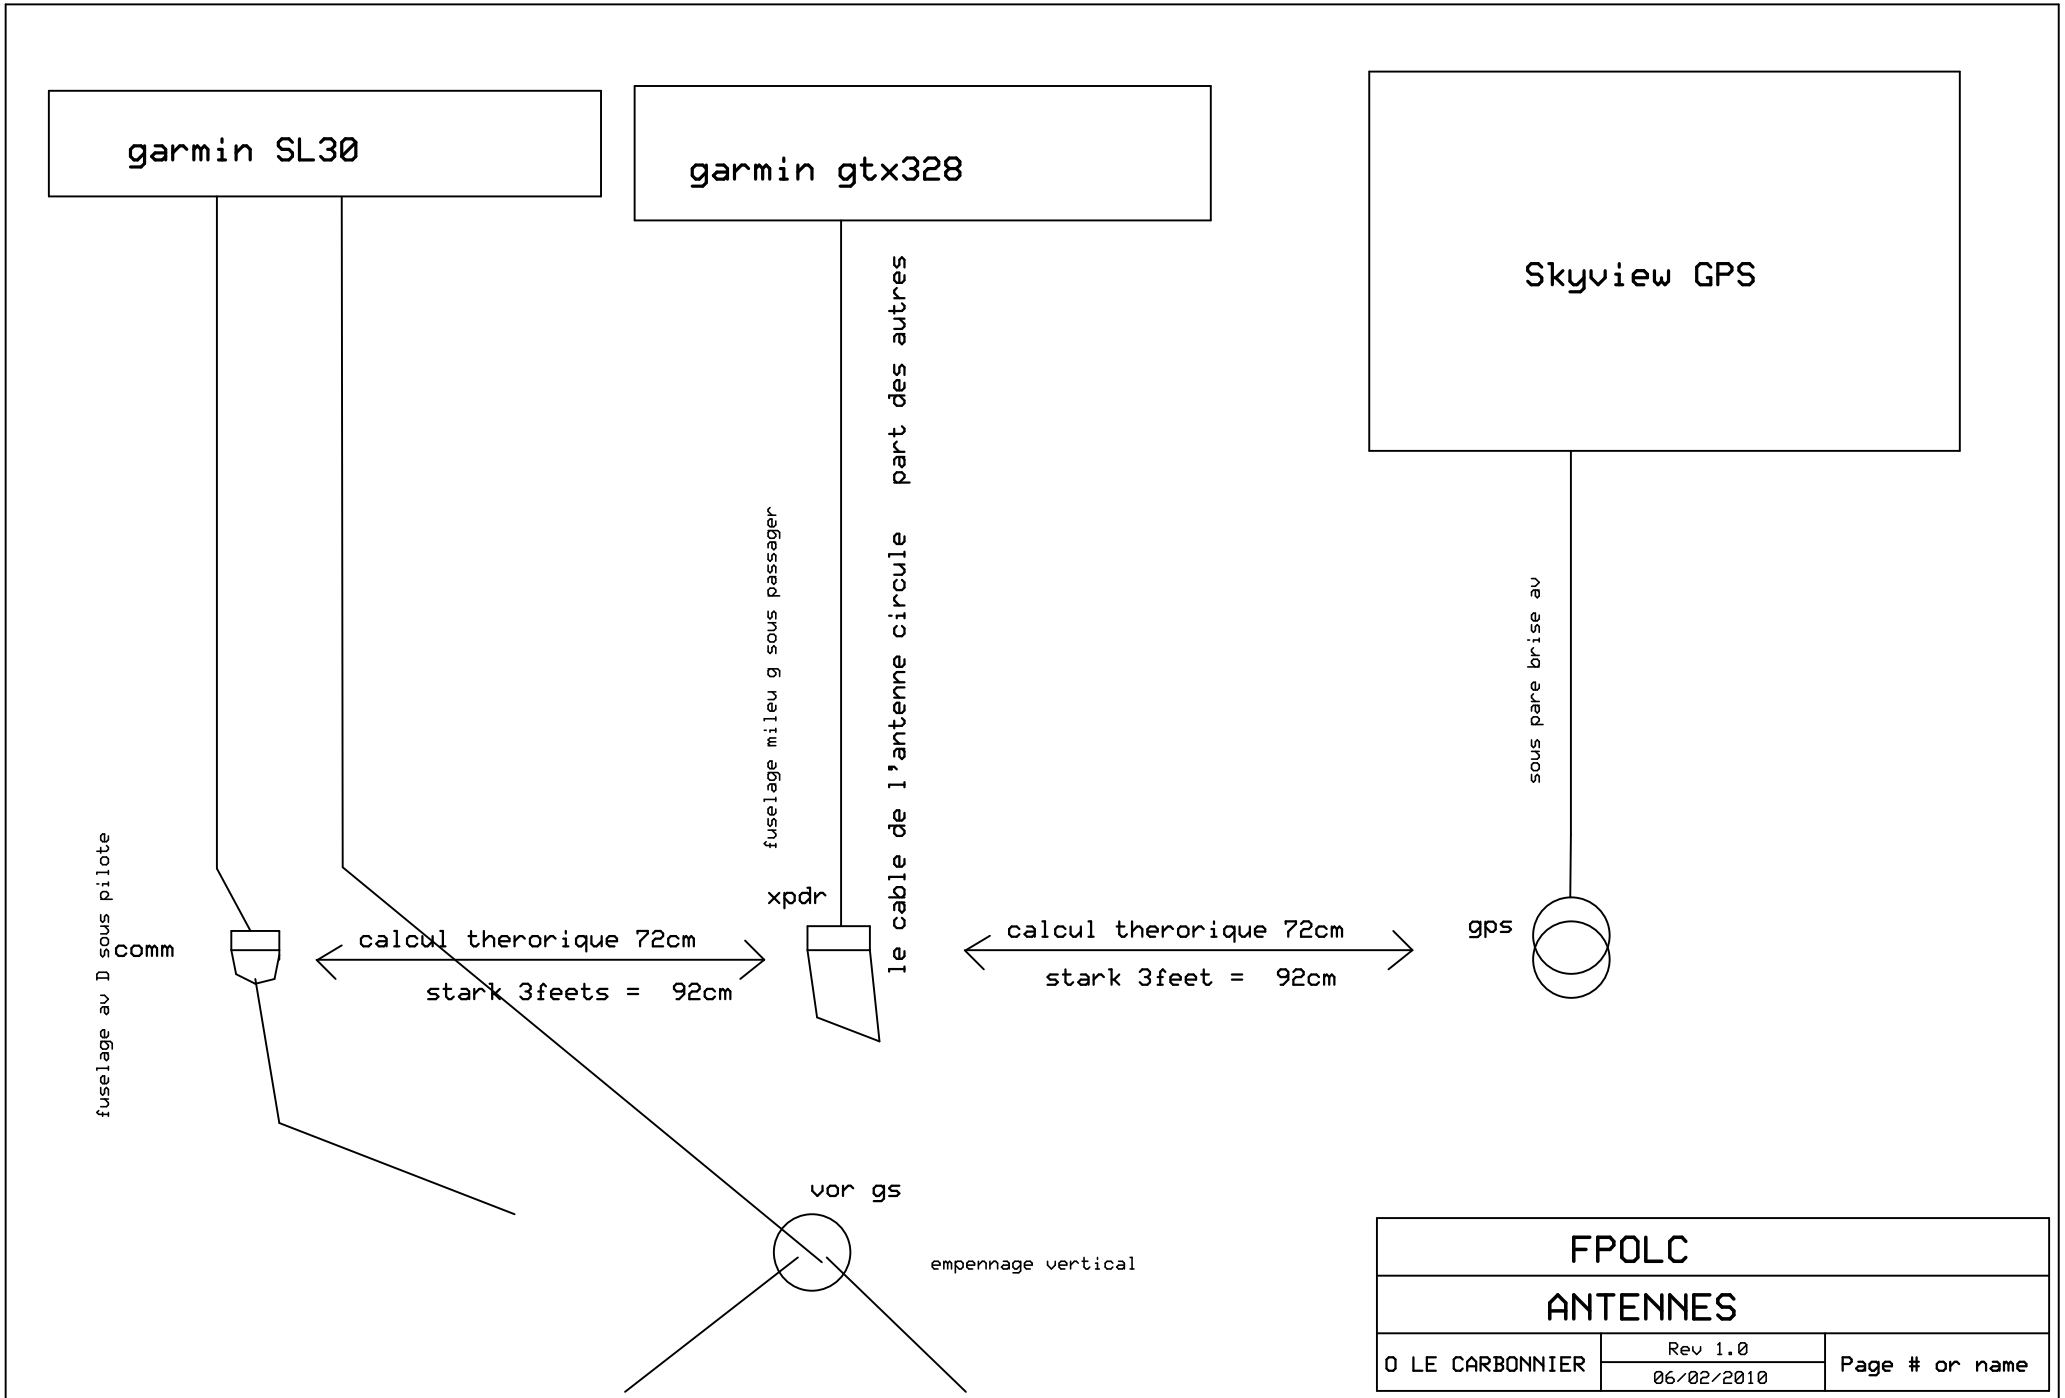 garmin SL30
garmin gtx328
Skyview GPS
le cable de l'antenne circule   part des autres
fuselage mileu g sous passager
sous pare brise av
fuselage av D sous pilote
comm
xpdr
gps
calcul therorique 72cm
stark 3feets =  92cm
calcul therorique 72cm
stark 3feet =  92cm
vor gs
empennage vertical
FPOLC
ANTENNES
O LE CARBONNIER
Rev 1.0
06/02/2010
Page # or name